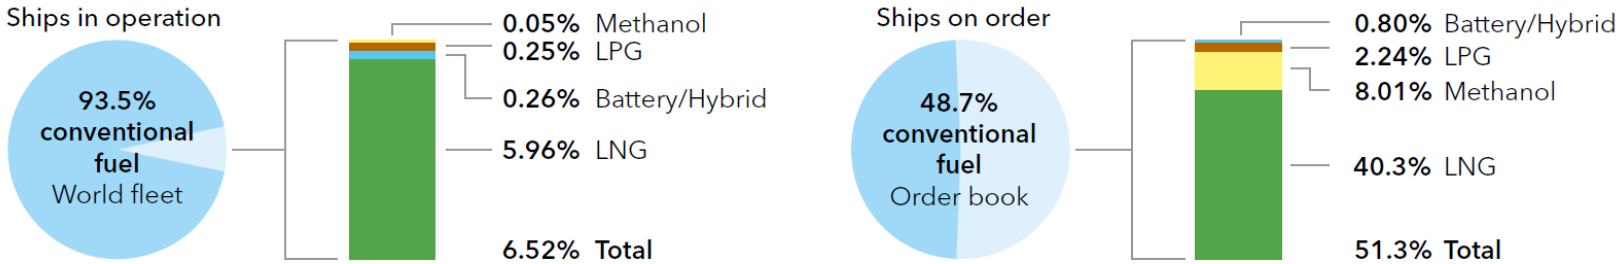 Ships in operation
93.5%
conventional
fuel
World fleet
0.05% Methanol
0.25% LPG
0.26% Battery/Hybrid
5.96% LNG
6.52% Total
Ships on order
48.7%
conventional
fuel
Order book
0.80% Battery/Hybrid
2.24% LPG
8.01% Methanol
40.3% LNG
51.3% Total